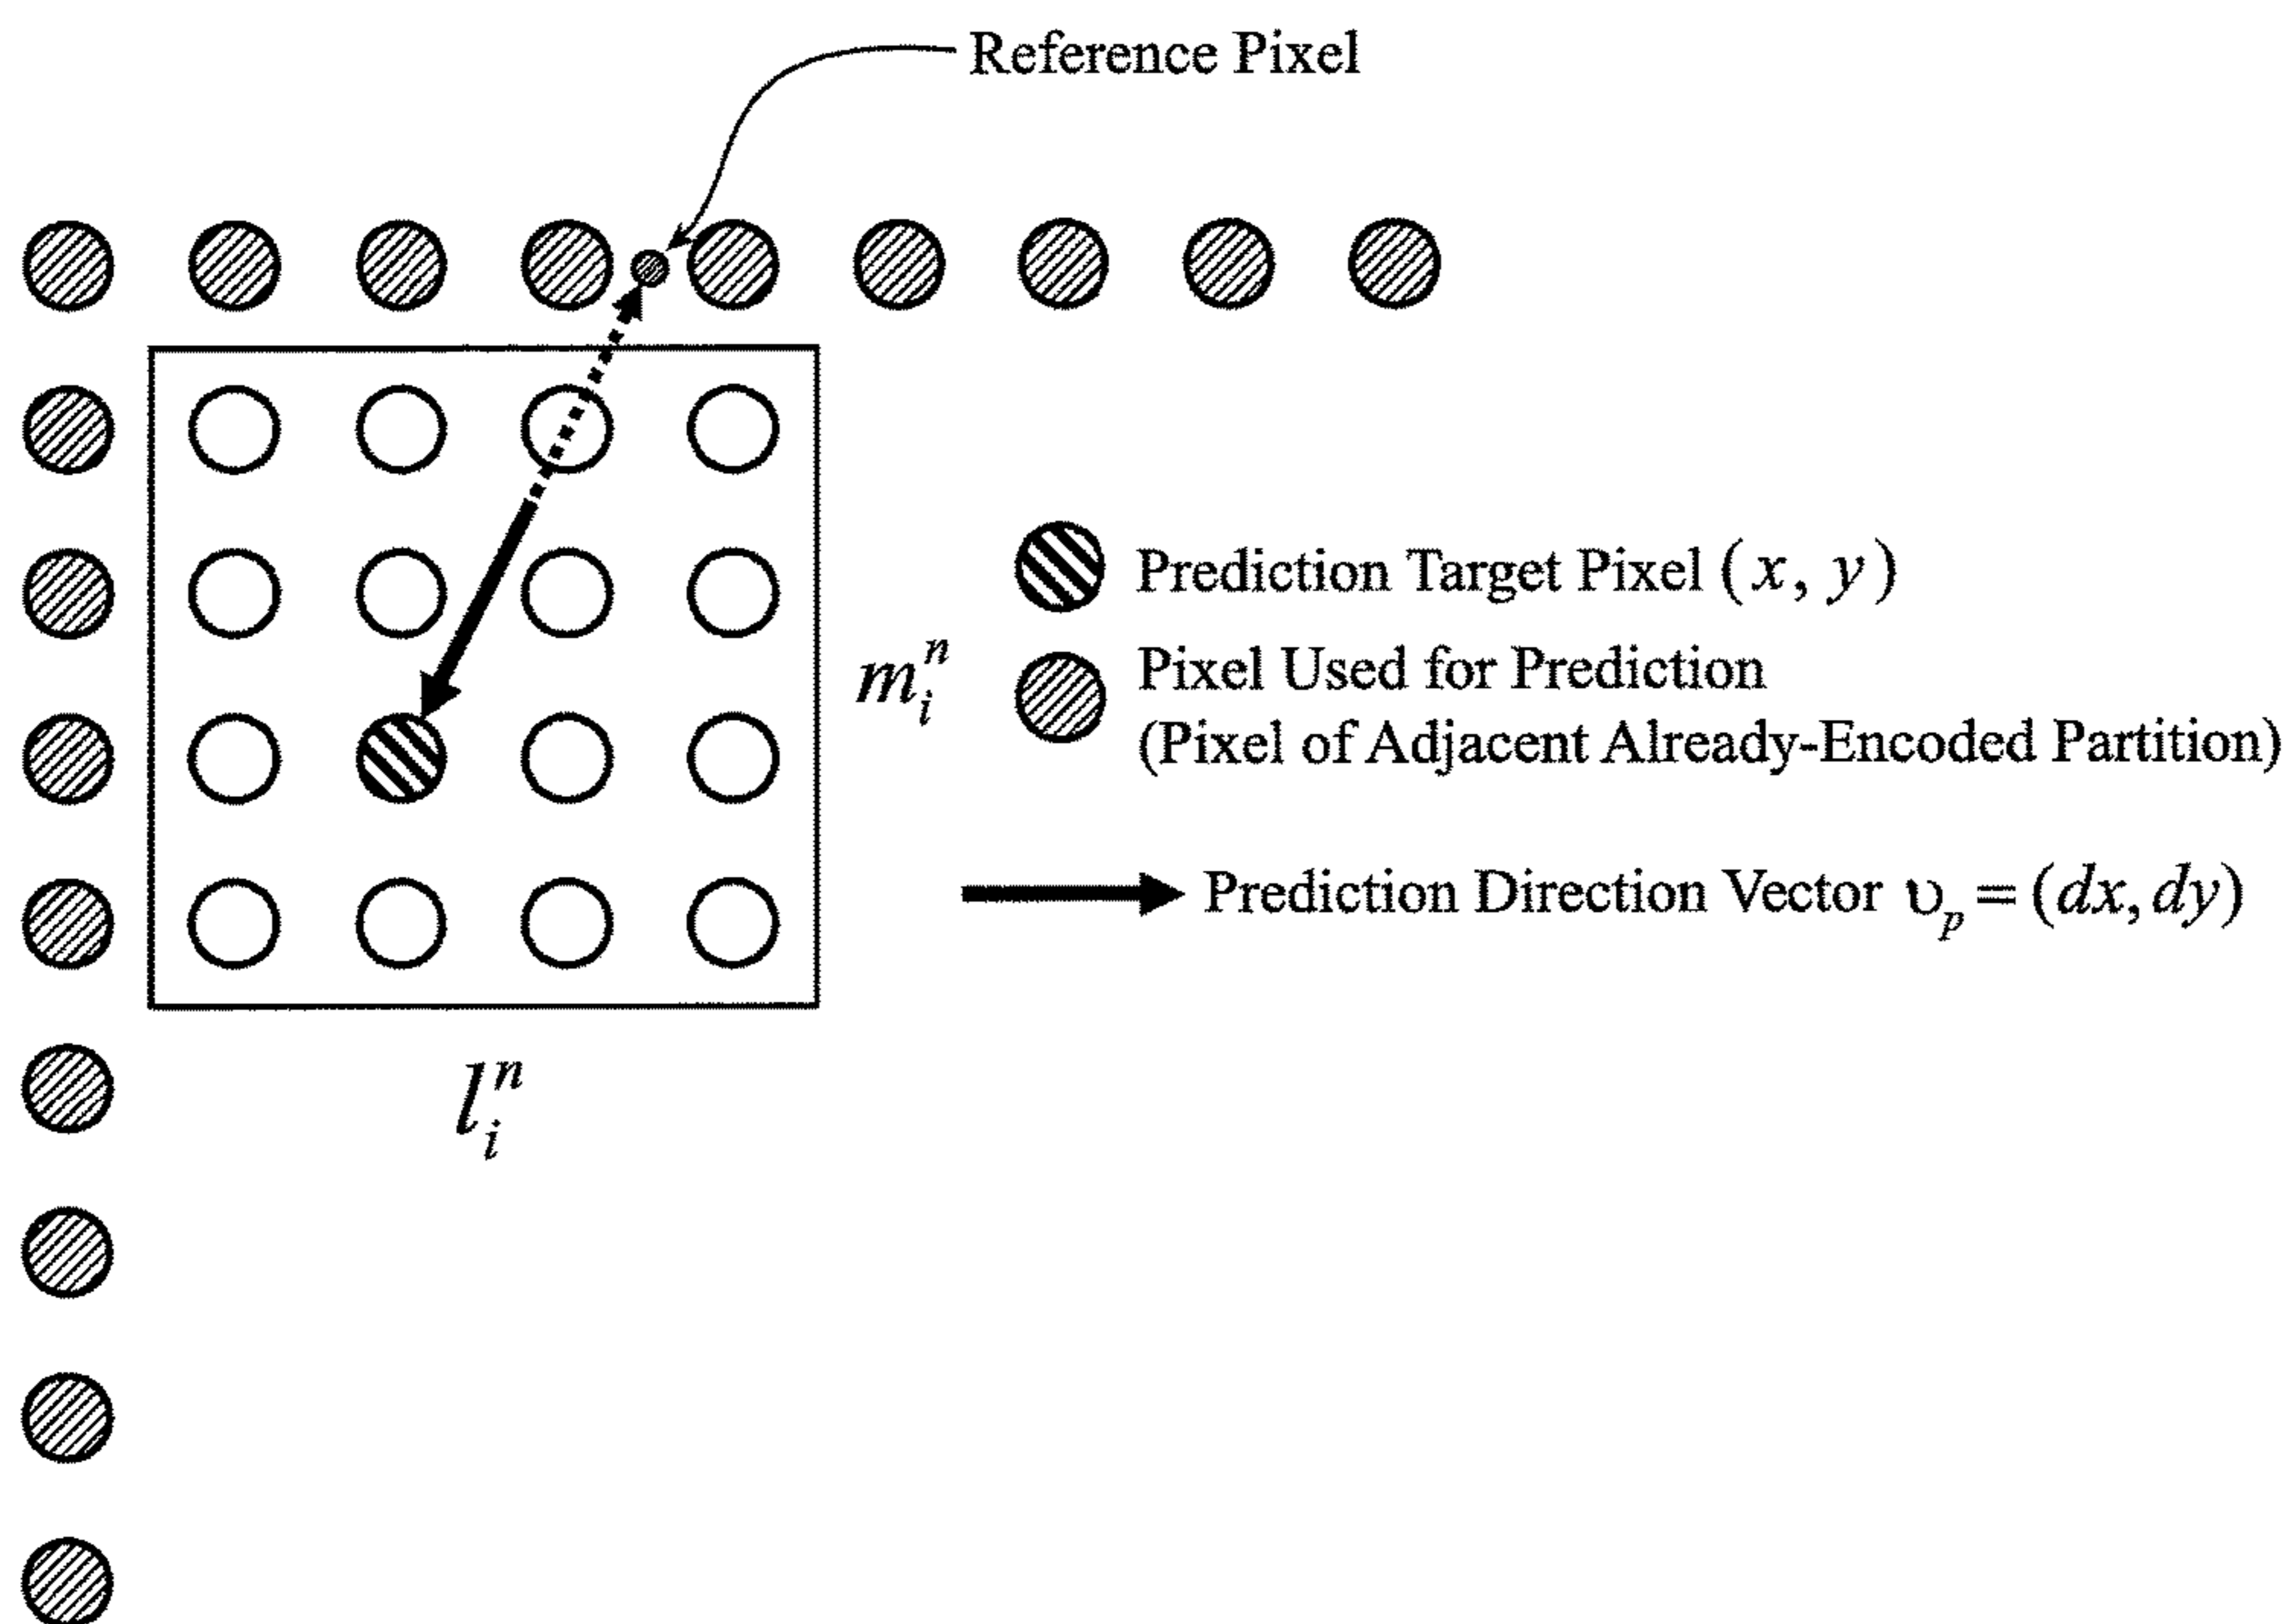 Reference Pixel
Prediction Target Pixel (x, y)
Pixel Used for Prediction
(Pixel of Adjacent Already-Encoded Partition)
m_i^n
Prediction Direction Vector υ_p = (dx, dy)
l_i^n